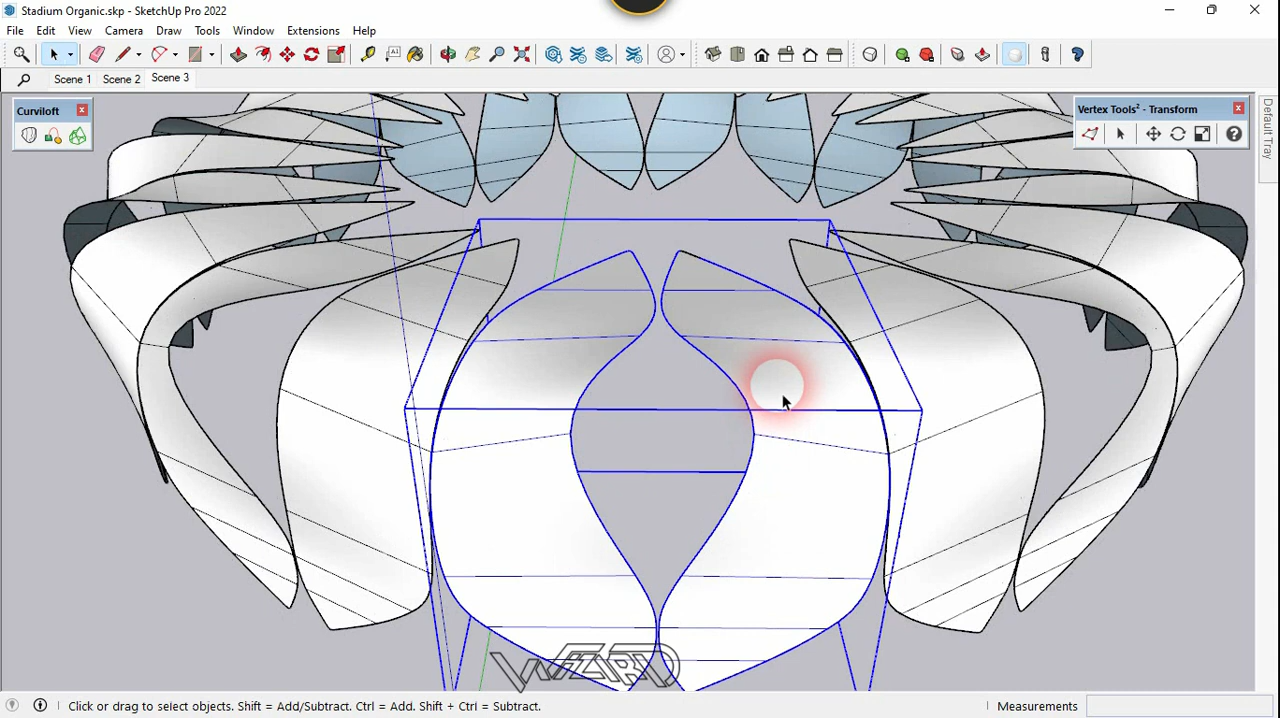 Stadium Organic.skp - SketchUp Pro 2022
File Edit View Camera Draw Tools Window Extensions Help
Scene 1 Scene 2 Scene 3
Curviloft
Vertex Tools² - Transform
Default Tray
WIZARD
Click or drag to select objects. Shift = Add/Subtract. Ctrl = Add. Shift + Ctrl = Subtract.
Measurements